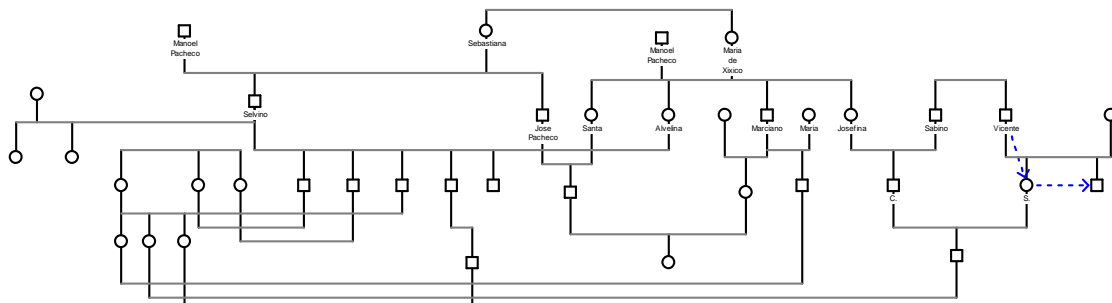 Manoel
Pacheco
Sebastiana
Manoel
Pacheco
Maria
de
Xixico
Selvino
Jose
Pacheco
Santa
Alvelina
Marciano
Maria
Josefina
Sabino
Vicente
C.
S.